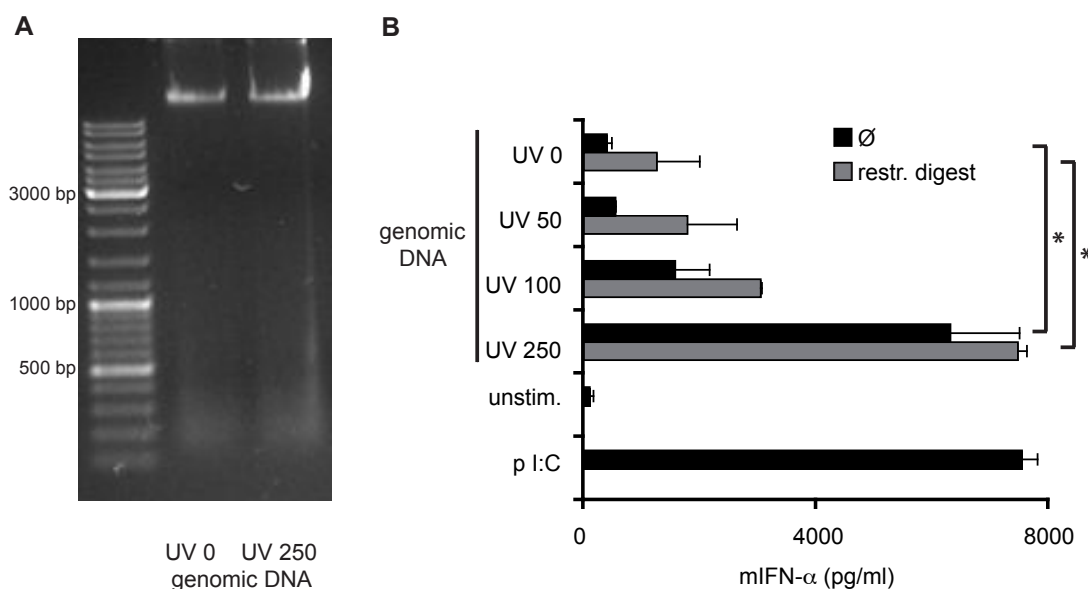 A
3000 bp
1000 bp
500 bp
UV 0 UV 250
genomic DNA
B
genomic
DNA
UV 0
UV 50
UV 100
UV 250
unstim.
p I:C
Ø
restr. digest
*
*
0 4000 8000
mIFN-α (pg/ml)